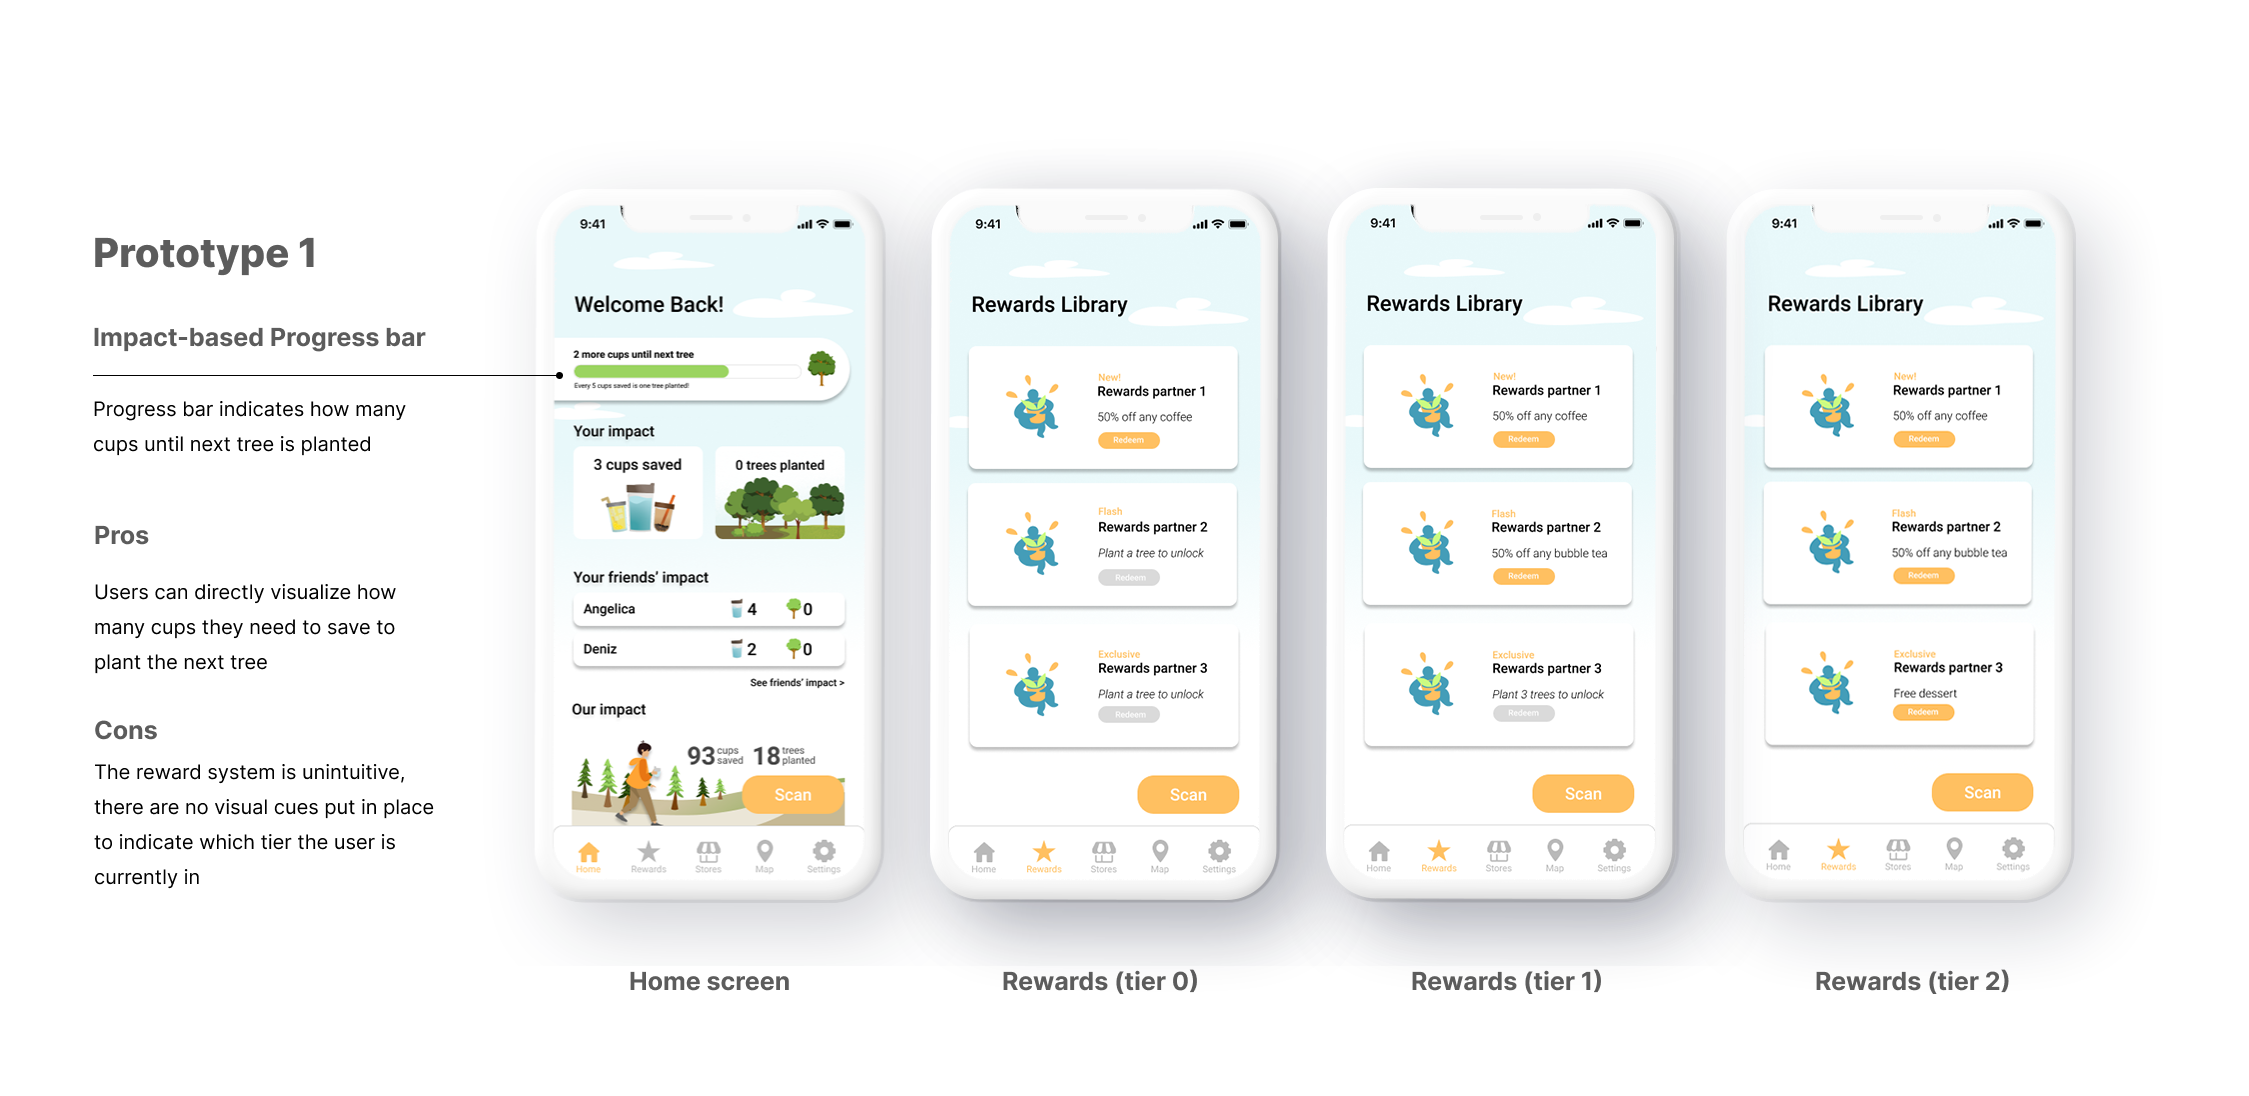 Prototype 1
Impact-based Progress bar
Progress bar indicates how many
cups until next tree is planted
Pros
Users can directly visualize how
many cups they need to save to
plant the next tree
Cons
The reward system is unintuitive,
there are no visual cues put in place
to indicate which tier the user is
currently in
9:41
Welcome Back!
2 more cups until next tree
Every 5 cups saved is one tree planted!
Your impact
3 cups saved
0 trees planted
Your friends' impact
Angelica 4 0
Deniz 2 0
See friends' impact >
Our impact
93 cups saved 18 trees planted
Scan
Home Rewards Stores Map Settings
Home screen
9:41
Rewards Library
New!
Rewards partner 1
50% off any coffee
Redeem
Flash
Rewards partner 2
Plant a tree to unlock
Redeem
Exclusive
Rewards partner 3
Plant a tree to unlock
Redeem
Scan
Home Rewards Stores Map Settings
Rewards (tier 0)
9:41
Rewards Library
New!
Rewards partner 1
50% off any coffee
Redeem
Flash
Rewards partner 2
50% off any bubble tea
Redeem
Exclusive
Rewards partner 3
Plant 3 trees to unlock
Redeem
Scan
Home Rewards Stores Map Settings
Rewards (tier 1)
9:41
Rewards Library
New!
Rewards partner 1
50% off any coffee
Redeem
Flash
Rewards partner 2
50% off any bubble tea
Redeem
Exclusive
Rewards partner 3
Free dessert
Redeem
Scan
Home Rewards Stores Map Settings
Rewards (tier 2)